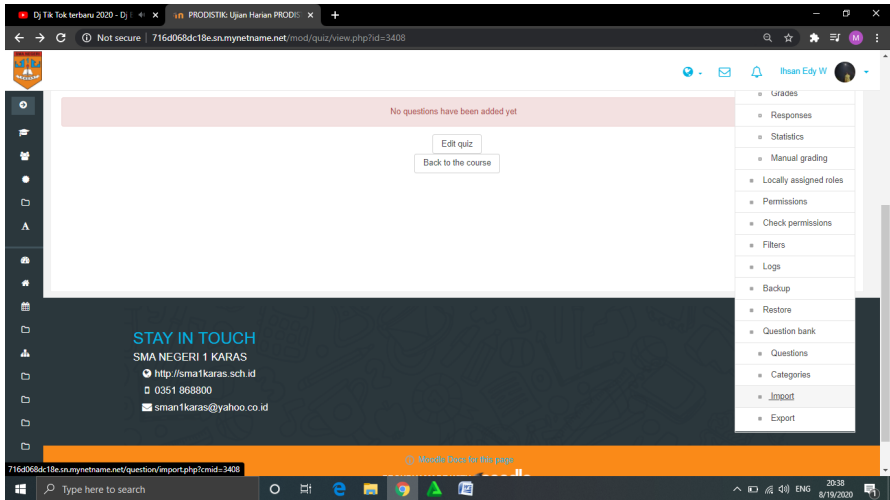 Dj Tik Tok terbaru 2020 - Dj
PRODISTIK: Ujian Harian PRODIS
Not secure | 716d068dc18e.sn.mynetname.net/mod/quiz/view.php?id=3408
M
Ihsan Edy W
Grades
No questions have been added yet
Responses
Statistics
Edit quiz
Manual grading
Back to the course
Locally assigned roles
Permissions
Check permissions
Filters
Logs
Backup
Restore
Question bank
Questions
Categories
Import
Export
STAY IN TOUCH
SMA NEGERI 1 KARAS
http://sma1karas.sch.id
0351 868800
sman1karas@yahoo.co.id
Moodle Docs for this page
716d068dc18e.sn.mynetname.net/question/import.php?cmid=3408
Type here to search
ENG
20:38
8/19/2020